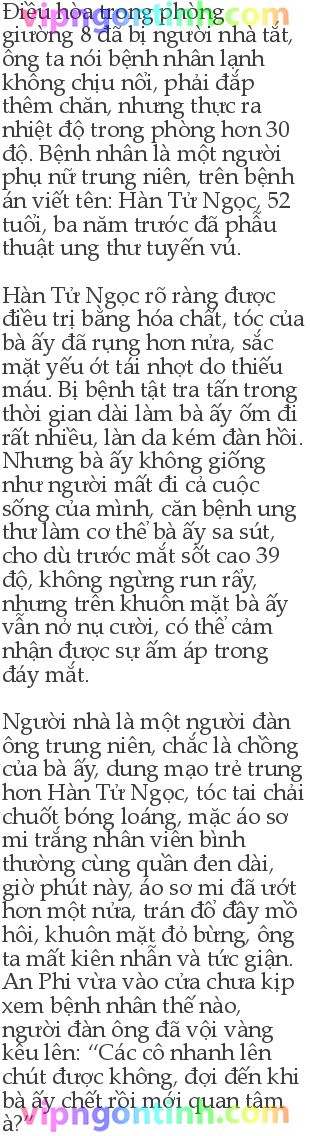 vipngontinh.com
Điều hòa trong phòng
giường 8 đã bị người nhà tắt,
ông ta nói bệnh nhân lạnh
không chịu nổi, phải đắp
thêm chăn, nhưng thực ra
nhiệt độ trong phòng hơn 30
độ. Bệnh nhân là một người
phụ nữ trung niên, trên bệnh
án viết tên: Hàn Tử Ngọc, 52
tuổi, ba năm trước đã phẫu
thuật ung thư tuyến vú.
Hàn Tử Ngọc rõ ràng được
điều trị bằng hóa chất, tóc của
bà ấy đã rụng hơn nửa, sắc
mặt yếu ớt tái nhợt do thiếu
máu. Bị bệnh tật tra tấn trong
thời gian dài làm bà ấy ốm đi
rất nhiều, làn da kém đàn hồi.
Nhưng bà ấy không giống
như người mất đi cả cuộc
sống của mình, căn bệnh ung
thư làm cơ thể bà ấy sa sút,
cho dù trước mắt sốt cao 39
độ, không ngừng run rẩy,
nhưng trên khuôn mặt bà ấy
vẫn nở nụ cười, có thể cảm
nhận được sự ấm áp trong
đáy mắt.
Người nhà là một người đàn
ông trung niên, chắc là chồng
của bà ấy, dung mạo trẻ trung
hơn Hàn Tử Ngọc, tóc tai chải
chuốt bóng loáng, mặc áo sơ
mi trắng nhân viên bình
thường cùng quần đen dài,
giờ phút này, áo sơ mi đã ướt
hơn một nửa, trán đổ đầy mồ
hôi, khuôn mặt đỏ bừng, ông
ta mất kiên nhẫn và tức giận.
An Phi vừa vào cửa chưa kịp
xem bệnh nhân thế nào,
người đàn ông đã vội vàng
kêu lên: “Các cô nhanh lên
chút được không, đợi đến khi
bà ấy chết rồi mới quan tâm
à?“
vipngontinh.com